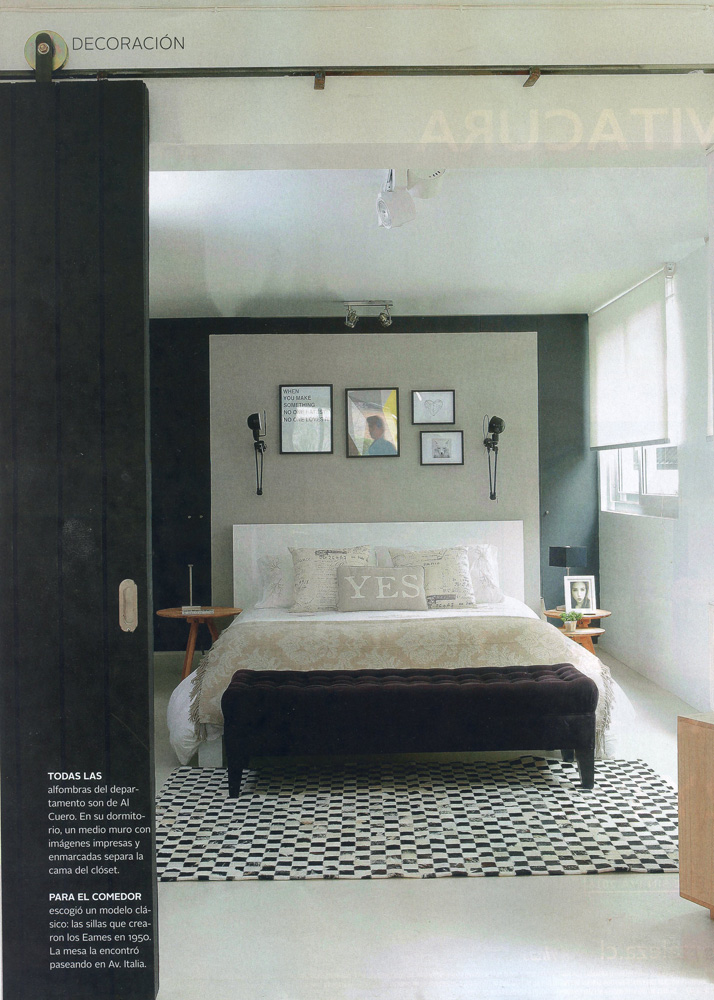 DECORACIÓN
VITACURA
WHEN
YOU MAKE
SOMETHING
YES
TODAS LAS
alfombras del depar-
tamento son de Al
Cuero. En su dormito-
rio, un medio muro con
imágenes impresas y
enmarcadas separa la
cama del clóset.
PARA EL COMEDOR
escogió un modelo clá-
sico: las sillas que crea-
ron los Eames en 1950.
La mesa la encontró
paseando en Av. Italia.